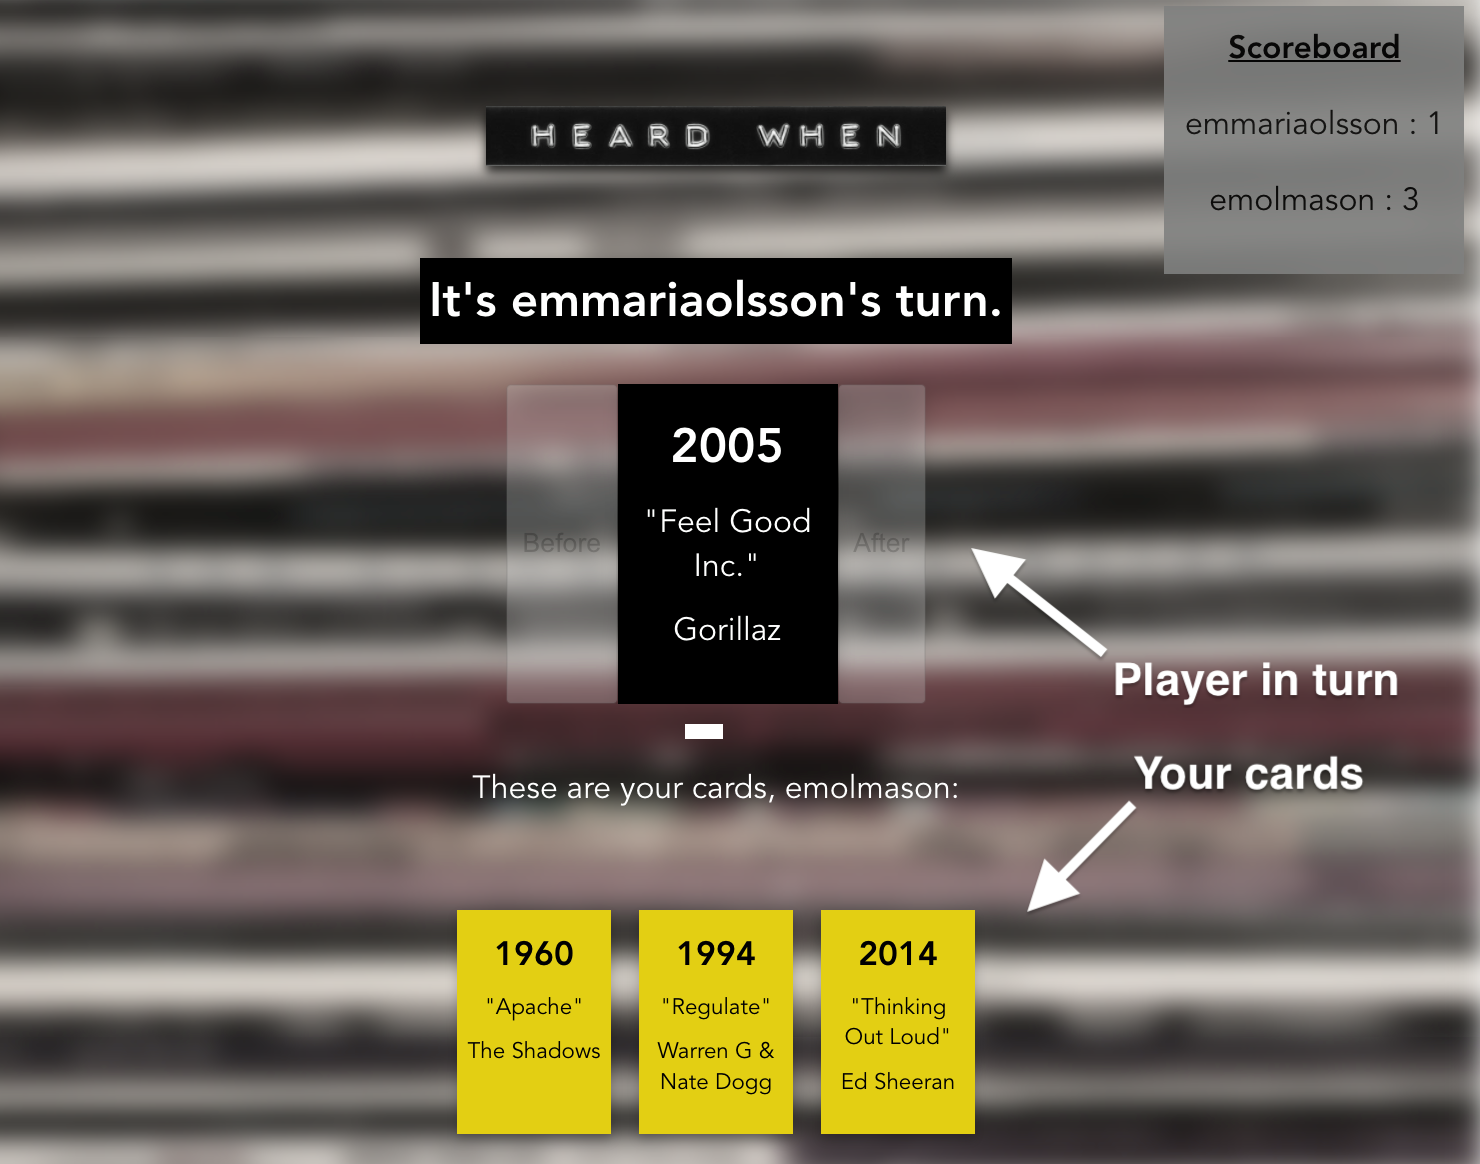 Scoreboard
emmariaolsson : 1
emolmason : 3
HEARD WHEN
It's emmariaolsson's turn.
2005
"Feel Good
Inc."
Gorillaz
Before
After
Player in turn
Your cards
These are your cards, emolmason:
1960
"Apache"
The Shadows
1994
"Regulate"
Warren G &
Nate Dogg
2014
"Thinking
Out Loud"
Ed Sheeran